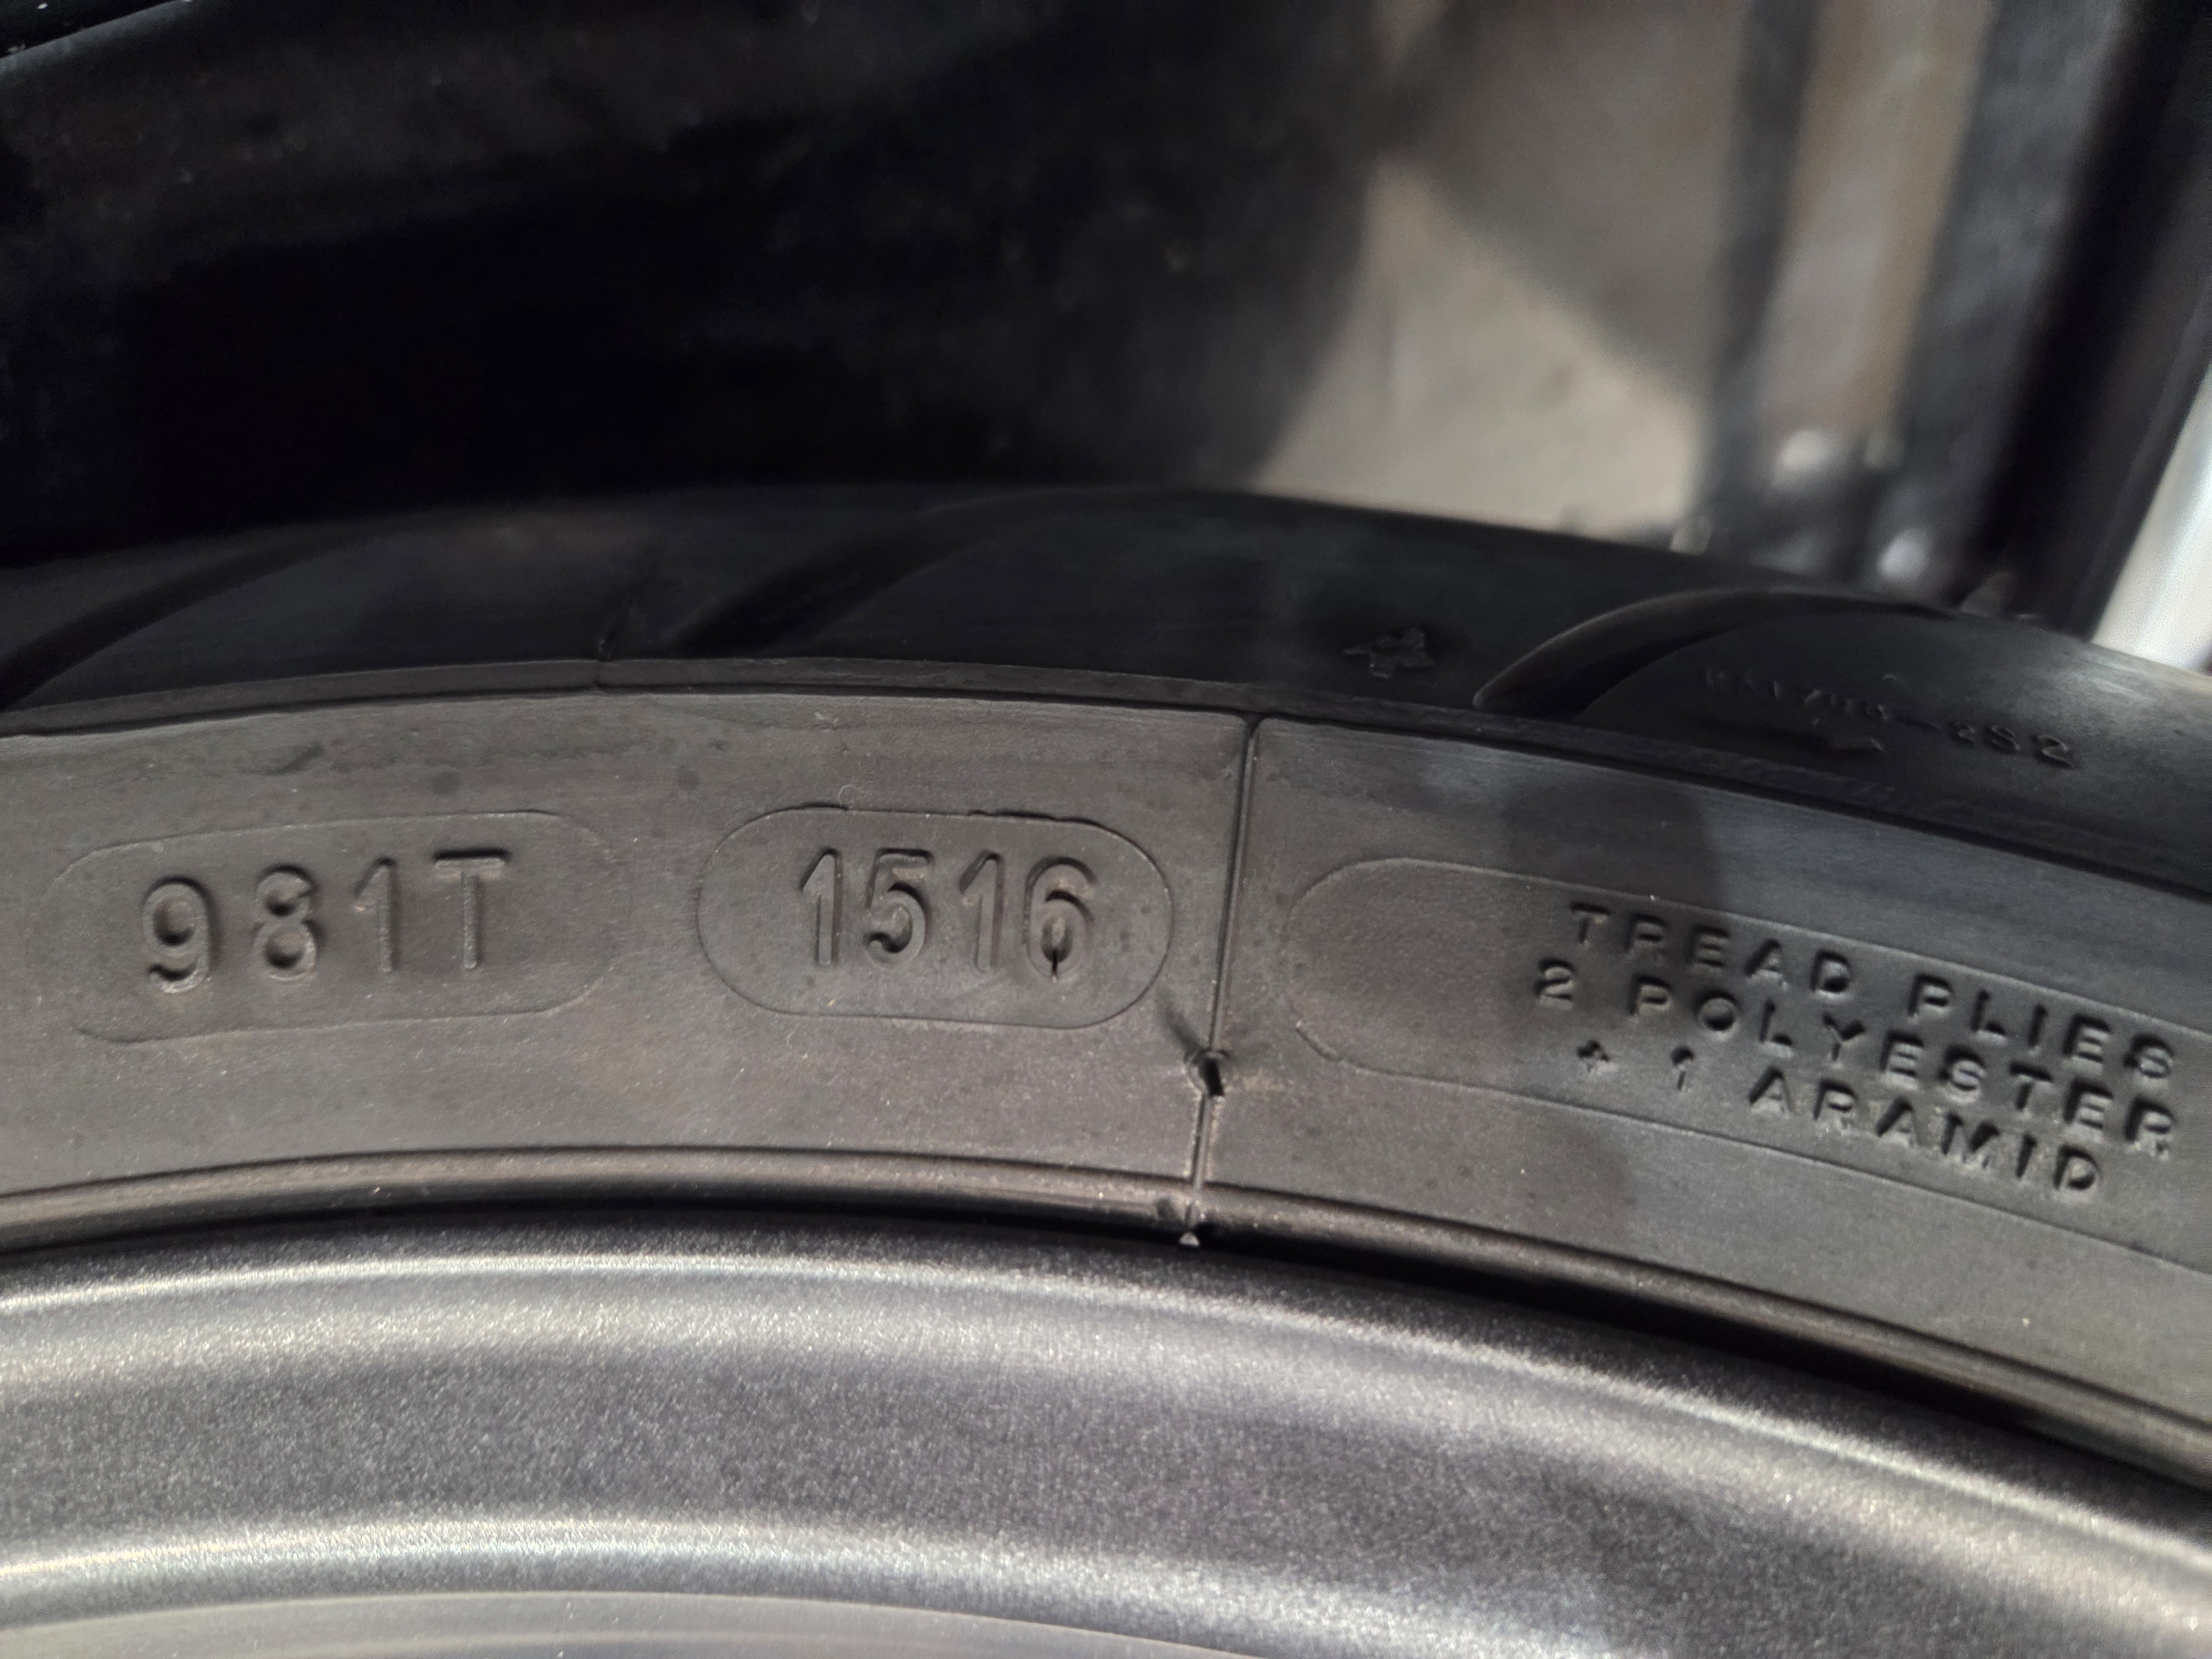 981T
1516
TREAD PLIES
2 POLYESTER
+ 1 ARAMID